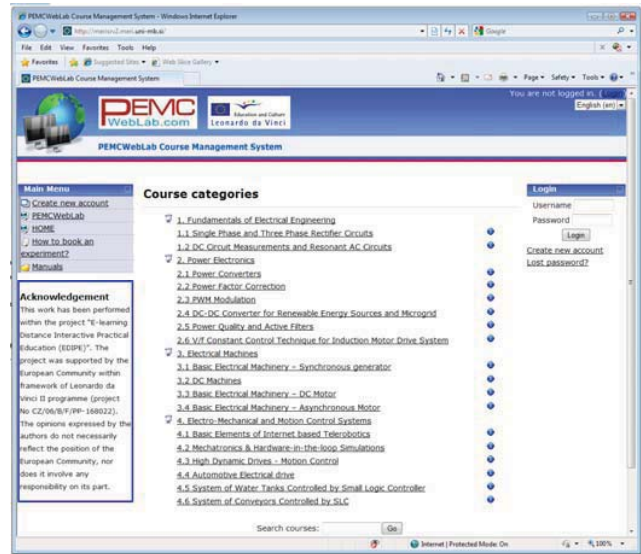 PEMCWebLab Course Management System - Windows Internet Explorer
http://merisrv2.meri.uni-mb.si/
Google
File Edit View Favorites Tools Help
Favorites Suggested Sites Web Slice Gallery
PEMCWebLab Course Management System
Page Safety Tools
You are not logged in. (Login)
English (en)
PEMC
WebLab.com
Education and Culture
Leonardo da Vinci
PEMCWebLab Course Management System
Main Menu
Create new account
PEMCWebLab
HOME
How to book an
experiment?
Manuals
Acknowledgement
This work has been performed
within the project "E-learning
Distance Interactive Practical
Education (EDIPE)". The
project was supported by the
European Community within
framework of Leonardo da
Vinci II programme (project
No CZ/06/B/F/PP-168022).
The opinions expressed by the
authors do not necessarily
reflect the position of the
European Community, nor
does it involve any
responsibility on its part.
Course categories
1. Fundamentals of Electrical Engineering
1.1 Single Phase and Three Phase Rectifier Circuits
1.2 DC Circuit Measurements and Resonant AC Circuits
2. Power Electronics
2.1 Power Converters
2.2 Power Factor Correction
2.3 PWM Modulation
2.4 DC-DC Converter for Renewable Energy Sources and Microgrid
2.5 Power Quality and Active Filters
2.6 V/f Constant Control Technique for Induction Motor Drive System
3. Electrical Machines
3.1 Basic Electrical Machinery – Synchronous generator
3.2 DC Machines
3.3 Basic Electrical Machinery – DC Motor
3.4 Basic Electrical Machinery – Asynchronous Motor
4. Electro-Mechanical and Motion Control Systems
4.1 Basic Elements of Internet based Telerobotics
4.2 Mechatronics & Hardware-in-the-loop Simulations
4.3 High Dynamic Drives - Motion Control
4.4 Automotive Electrical drive
4.5 System of Water Tanks Controlled by Small Logic Controller
4.6 System of Conveyors Controlled by SLC
Search courses:
Go
Login
Username
Password
Login
Create new account
Lost password?
Internet | Protected Mode: On
100%